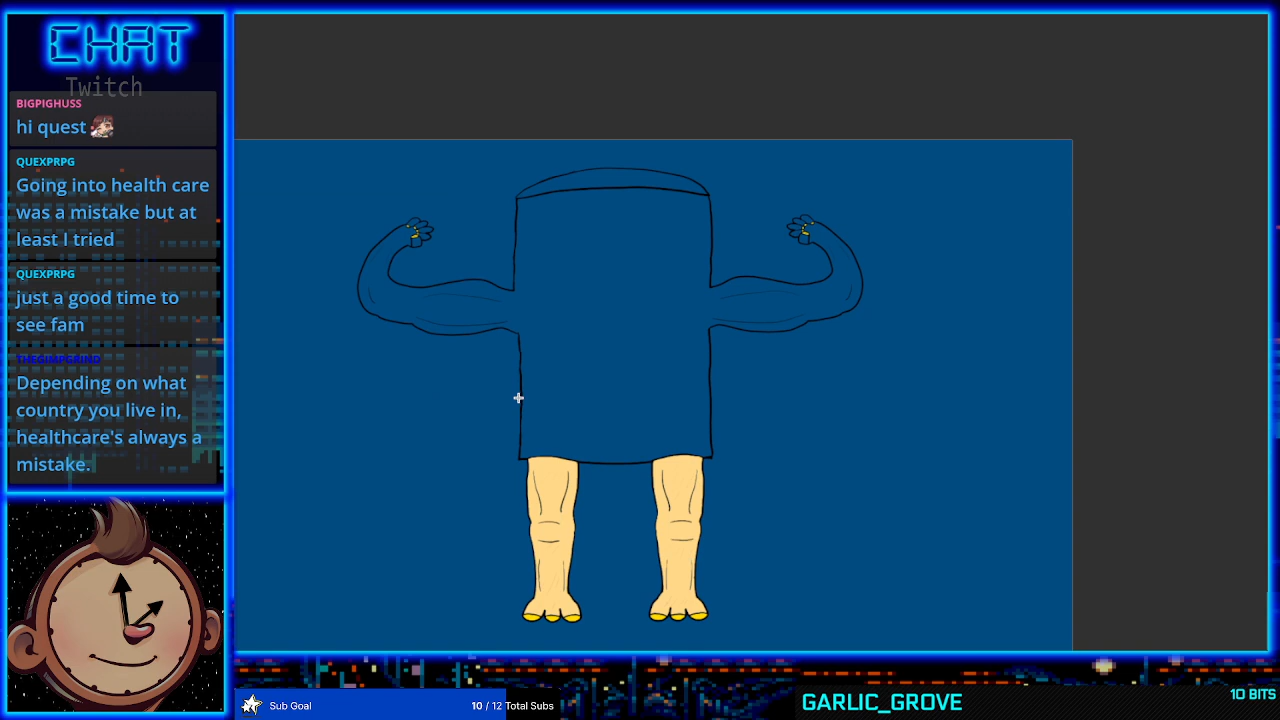 CHAT
Twitch
BIGPIGHUSS
hi quest
QUEXPRPG
Going into health care
was a mistake but at
least I tried
QUEXPRPG
just a good time to
see fam
THEGIMPGRIND
Depending on what
country you live in,
healthcare's always a
mistake.
Sub Goal
10 / 12 Total Subs
GARLIC_GROVE
10 BITS